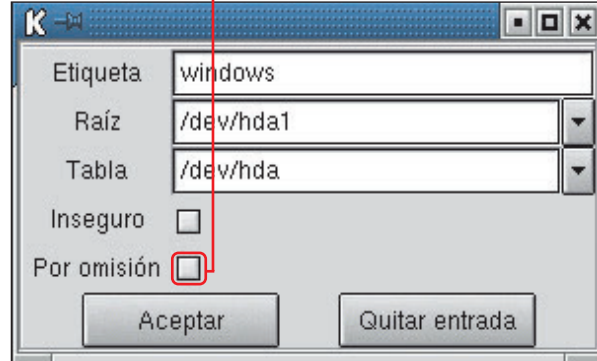 K
Etiqueta windows
Raíz /dev/hda1
Tabla /dev/hda
Inseguro
Por omisión
Aceptar Quitar entrada